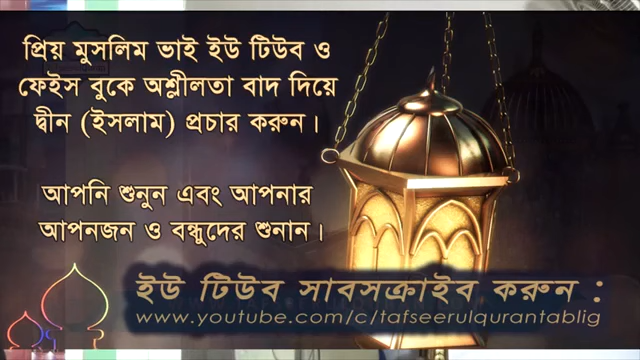 প্রিয় মুসলিম ভাই ইউ টিউব ও
ফেইস বুকে অশ্লীলতা বাদ দিয়ে
দ্বীন (ইসলাম) প্রচার করুন।
আপনি শুনুন এবং আপনার
আপনজন ও বন্ধুদের শুনান।
ইউ টিউব সাবসক্রাইব করুন :
www.youtube.com/c/tafseerulqurantablig